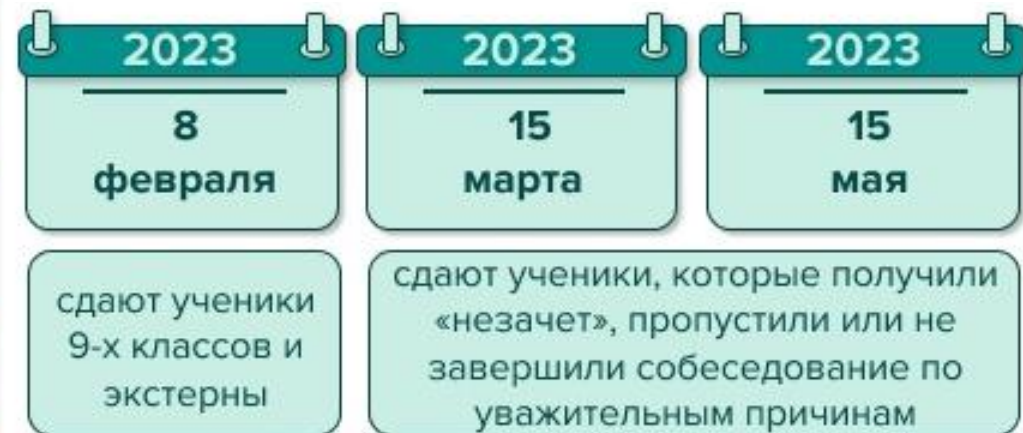 2023
8
февраля
2023
15
марта
2023
15
мая
сдают ученики
9-х классов и
экстерны
сдают ученики, которые получили
«незачет», пропустили или не
завершили собеседование по
уважительным причинам